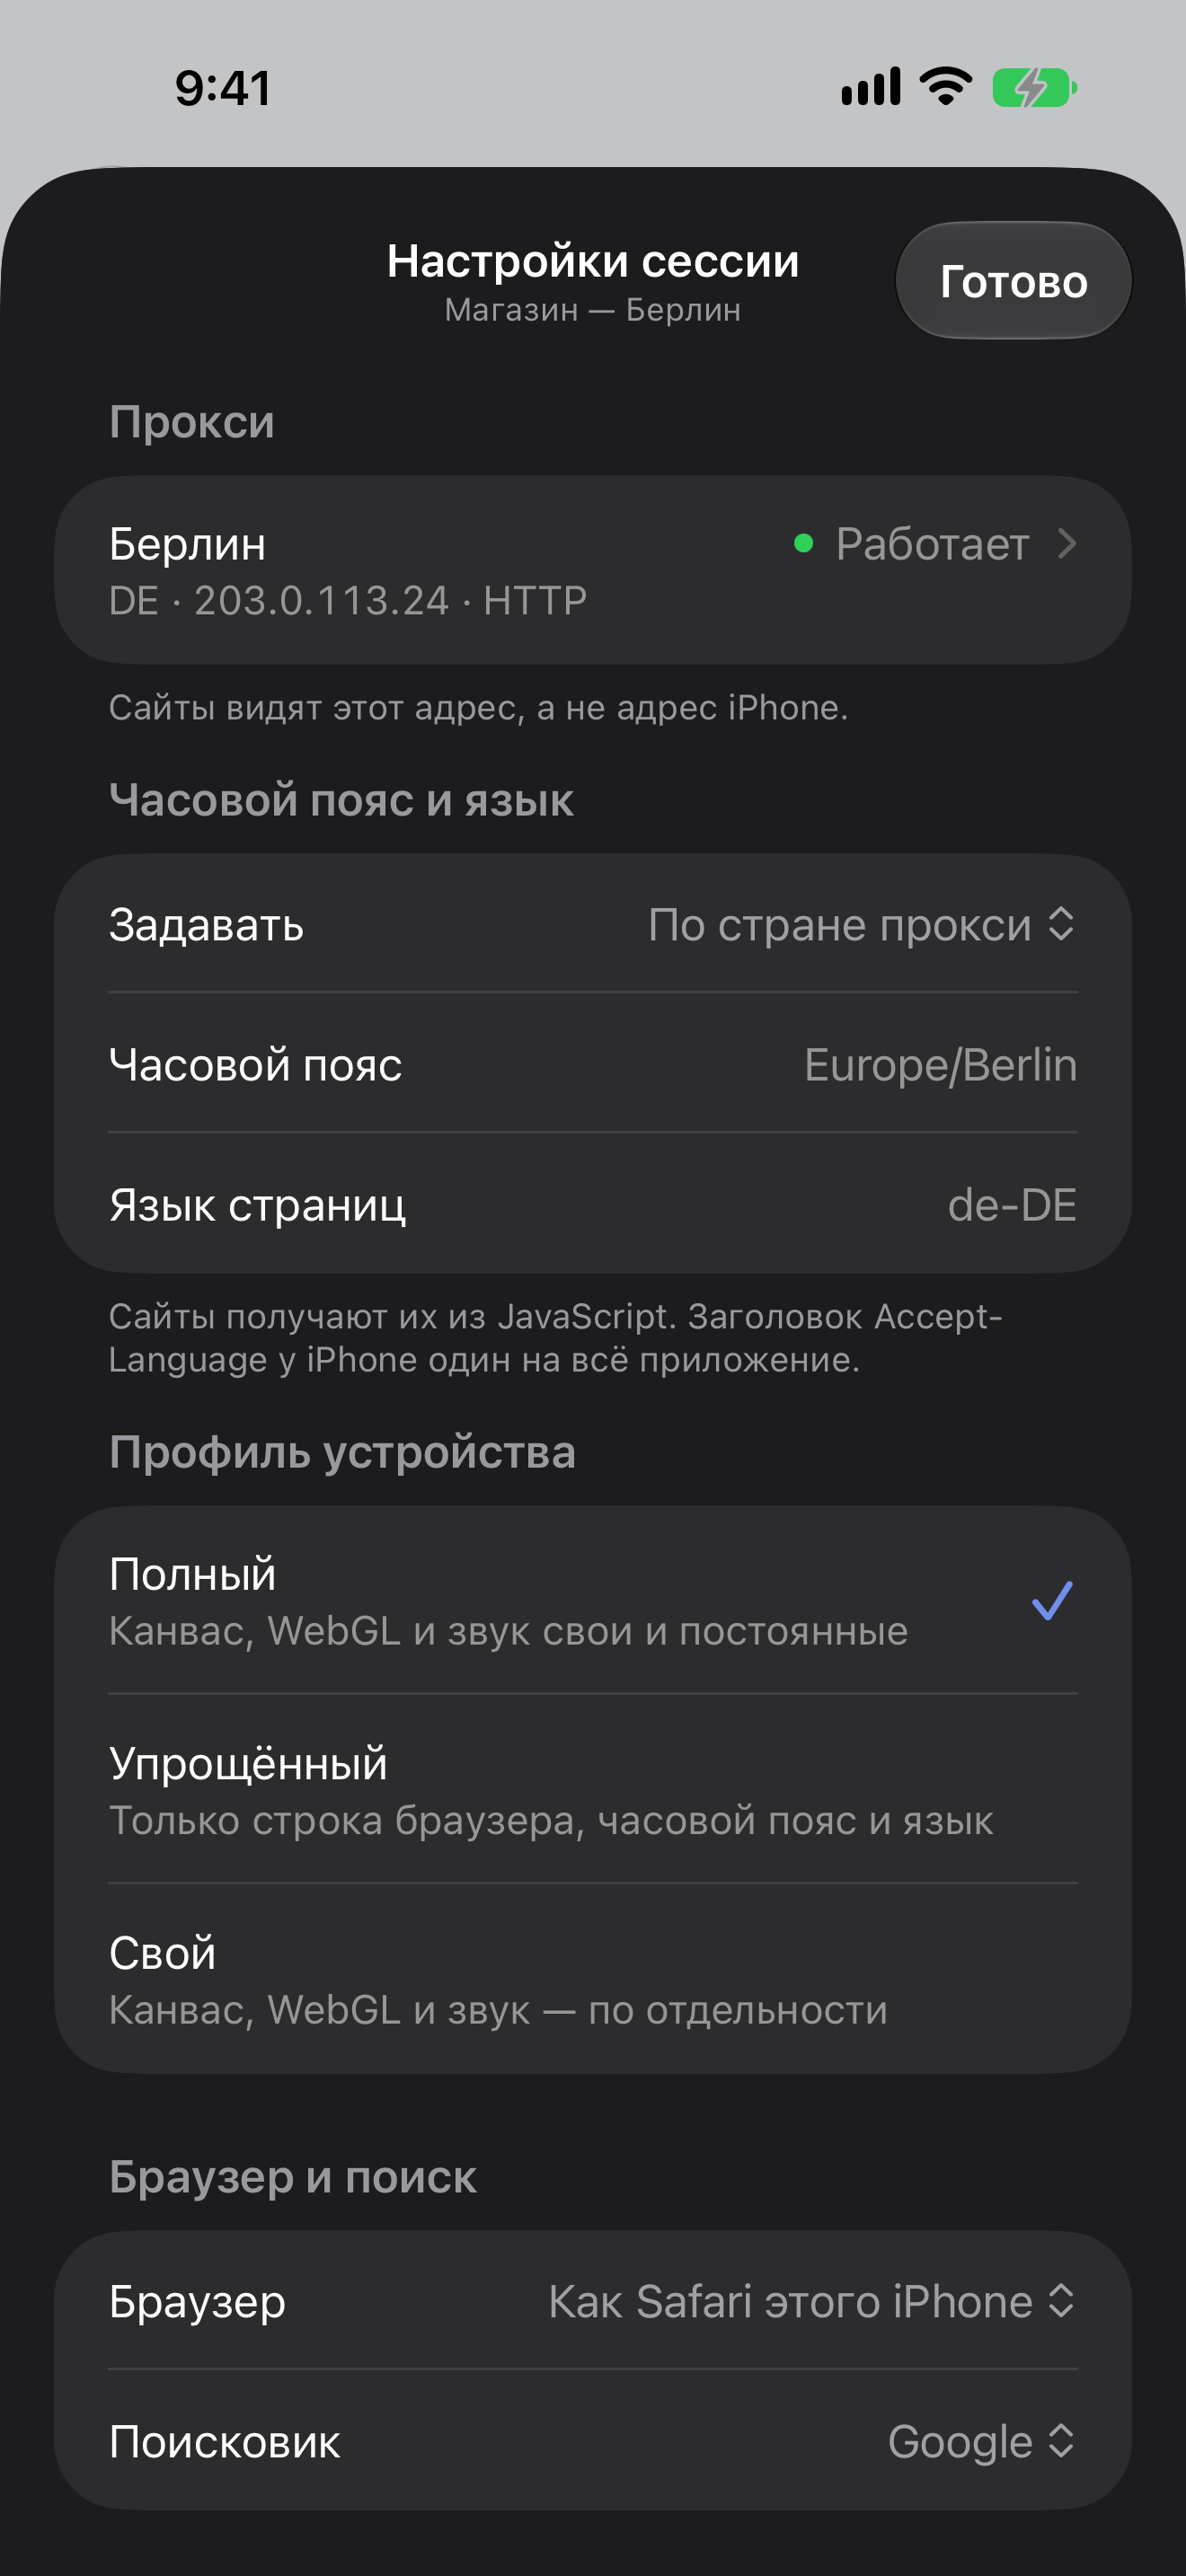 9:41
Настройки сессии
Магазин — Берлин
Готово
Прокси
Берлин
Работает
DE · 203.0.113.24 · HTTP
Сайты видят этот адрес, а не адрес iPhone.
Часовой пояс и язык
Задавать
По стране прокси
Часовой пояс
Europe/Berlin
Язык страниц
de-DE
Сайты получают их из JavaScript. Заголовок Accept-
Language у iPhone один на всё приложение.
Профиль устройства
Полный
Канвас, WebGL и звук свои и постоянные
Упрощённый
Только строка браузера, часовой пояс и язык
Свой
Канвас, WebGL и звук — по отдельности
Браузер и поиск
Браузер
Как Safari этого iPhone
Поисковик
Google